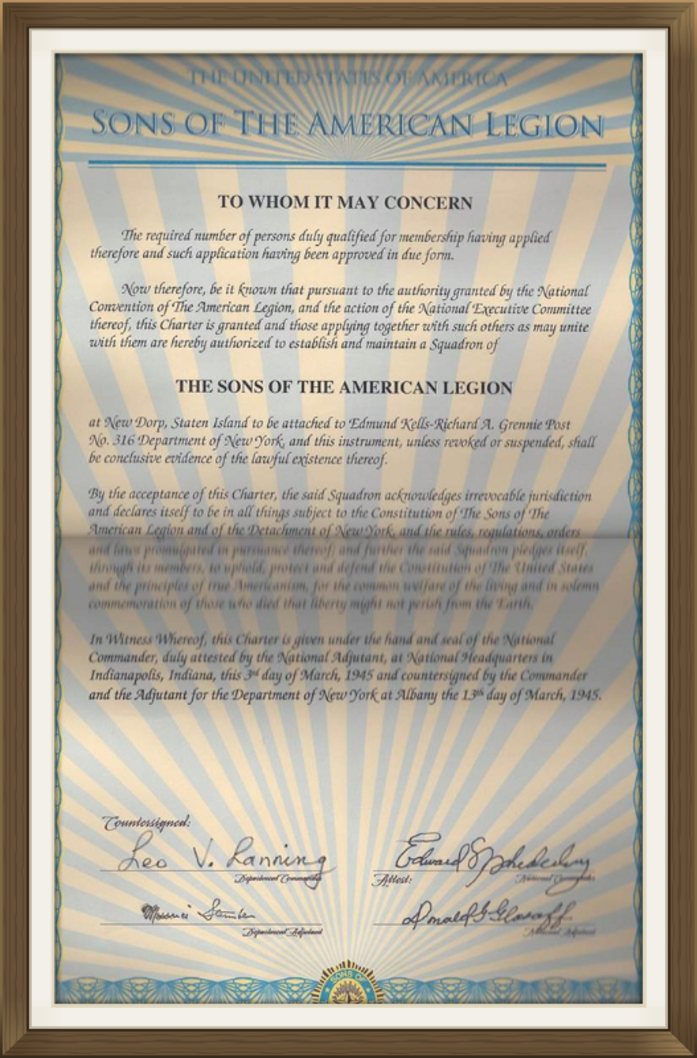 THE UNITED STATES OF AMERICA
SONS OF THE AMERICAN LEGION
TO WHOM IT MAY CONCERN
The required number of persons duly qualified for membership having applied
therefore and such application having been approved in due form.
Now therefore, be it known that pursuant to the authority granted by the National
Convention of The American Legion, and the action of the National Executive Committee
thereof, this Charter is granted and those applying together with such others as may unite
with them are hereby authorized to establish and maintain a Squadron of
THE SONS OF THE AMERICAN LEGION
at New Dorp, Staten Island to be attached to Edmund Kells-Richard A. Grennie Post
No. 316 Department of New York, and this instrument, unless revoked or suspended, shall
be conclusive evidence of the lawful existence thereof.
By the acceptance of this Charter, the said Squadron acknowledges irrevocable jurisdiction
and declares itself to be in all things subject to the Constitution of The Sons of The
American Legion and of the Detachment of New York, and the rules, regulations, orders
and laws promulgated in pursuance thereof; and further the said Squadron pledges itself,
through its members, to uphold, protect and defend the Constitution of The United States
and the principles of true Americanism, for the common welfare of the living and in solemn
commemoration of those who died that liberty might not perish from the Earth.
In Witness Whereof, this Charter is given under the hand and seal of the National
Commander, duly attested by the National Adjutant, at National Headquarters in
Indianapolis, Indiana, this 3rd day of March, 1945 and countersigned by the Commander
and the Adjutant for the Department of New York at Albany the 13th day of March, 1945.
Countersigned:
Leo V. Lanning Edward
Department Commander Attest: National Commander
Department Adjutant Donald G.
National Adjutant
SONS OF